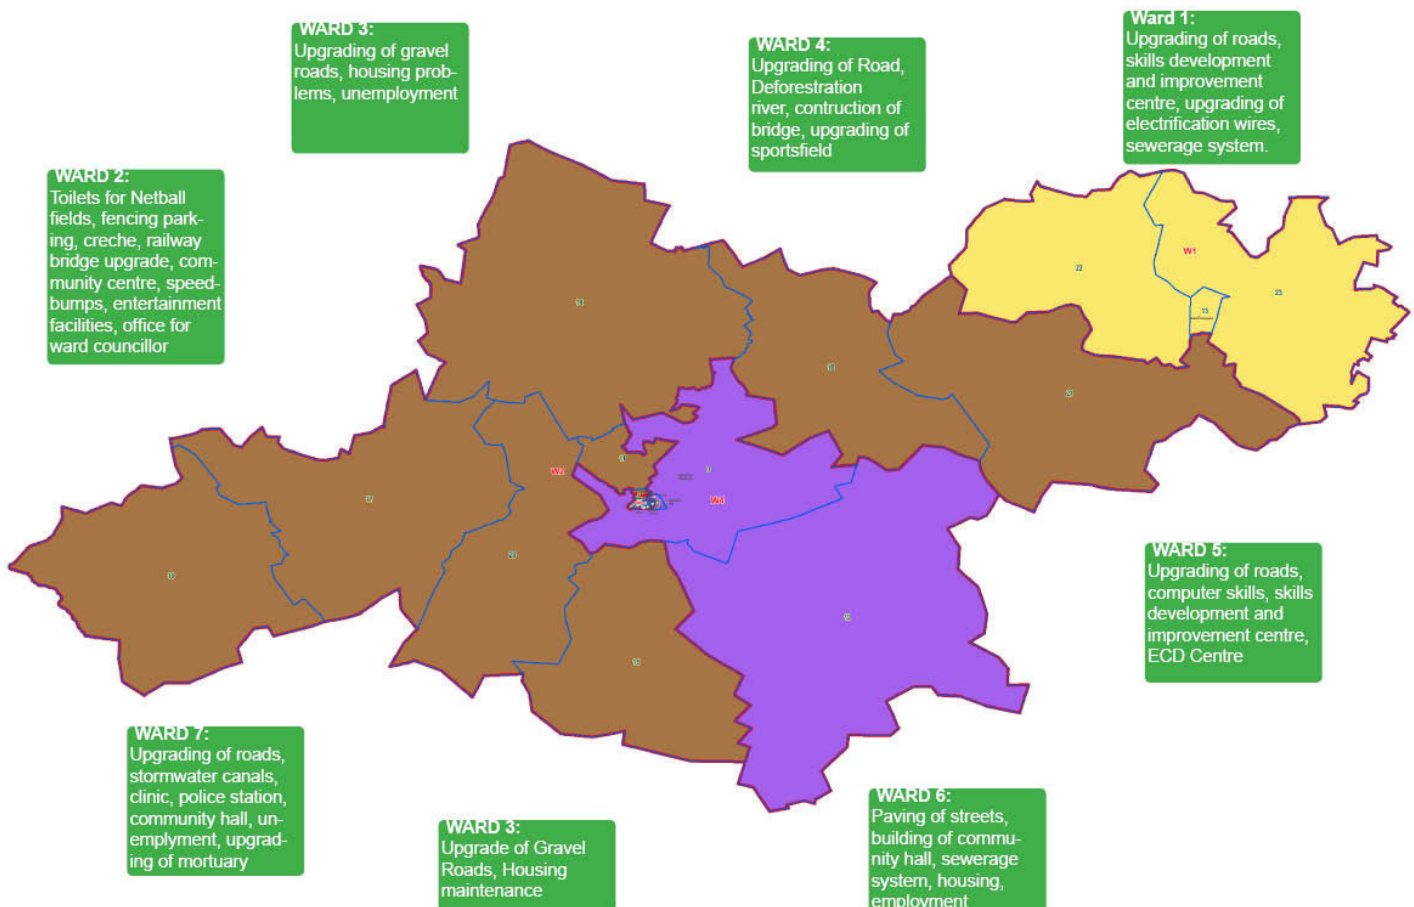 WARD 3:
Upgrading of gravel
roads, housing prob-
lems, unemployment
WARD 4:
Upgrading of Road,
Deforestration
river, contruction of
bridge, upgrading of
sportsfield
Ward 1:
Upgrading of roads,
skills development
and improvement
centre, upgrading of
electrification wires,
sewerage system.
WARD 2:
Toilets for Netball
fields, fencing park-
ing, creche, railway
bridge upgrade, com-
munity centre, speed-
bumps, entertainment
facilities, office for
ward councillor
W1
22
23
15
W2
W4
WARD 5:
Upgrading of roads,
computer skills, skills
development and
improvement centre,
ECD Centre
WARD 7:
Upgrading of roads,
stormwater canals,
clinic, police station,
community hall, un-
emplyment, upgrad-
ing of mortuary
WARD 3:
Upgrade of Gravel
Roads, Housing
maintenance
WARD 6:
Paving of streets,
building of commu-
nity hall, sewerage
system, housing,
employment